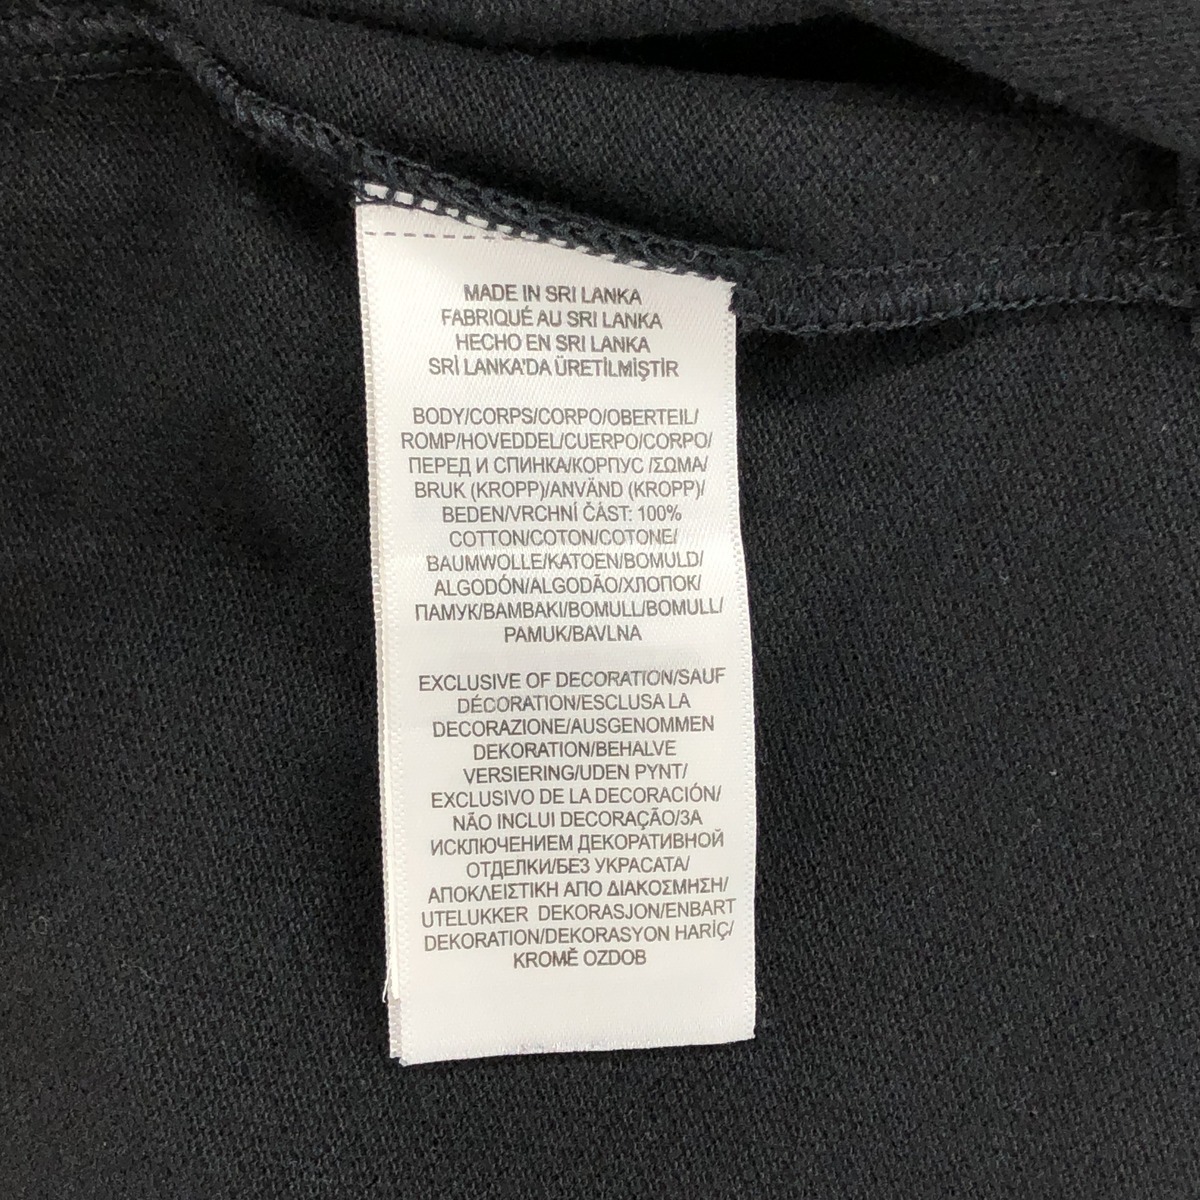 MADE IN SRI LANKA
FABRIQUÉ AU SRI LANKA
HECHO EN SRI LANKA
SRİ LANKA'DA ÜRETİLMİŞTİR
BODY/CORPS/CORPO/OBERTEIL/
ROMP/HOVEDDEL/CUERPO/CORPO/
ПЕРЕД И СПИНКА/КОРПУС /ΣΩΜΑ/
BRUK (KROPP)/ANVÄND (KROPP)/
BEDEN/VRCHNÍ ČÁST: 100%
COTTON/COTON/COTONE/
BAUMWOLLE/KATOEN/BOMULD/
ALGODÓN/ALGODÃO/ХЛОПОК/
ПАМУК/ΒΑΜΒΑΚΙ/BOMULL/BOMULL/
PAMUK/BAVLNA
EXCLUSIVE OF DECORATION/SAUF
DÉCORATION/ESCLUSA LA
DECORAZIONE/AUSGENOMMEN
DEKORATION/BEHALVE
VERSIERING/UDEN PYNT/
EXCLUSIVO DE LA DECORACIÓN/
NÃO INCLUI DECORAÇÃO/ЗА
ИСКЛЮЧЕНИЕМ ДЕКОРАТИВНОЙ
ОТДЕЛКИ/БЕЗ УКРАСАТА/
ΑΠΟΚΛΕΙΣΤΙΚΗ ΑΠΟ ΔΙΑΚΟΣΜΗΣΗ/
UTELUKKER DEKORASJON/ENBART
DEKORATION/DEKORASYON HARİÇ/
KROMĚ OZDOB